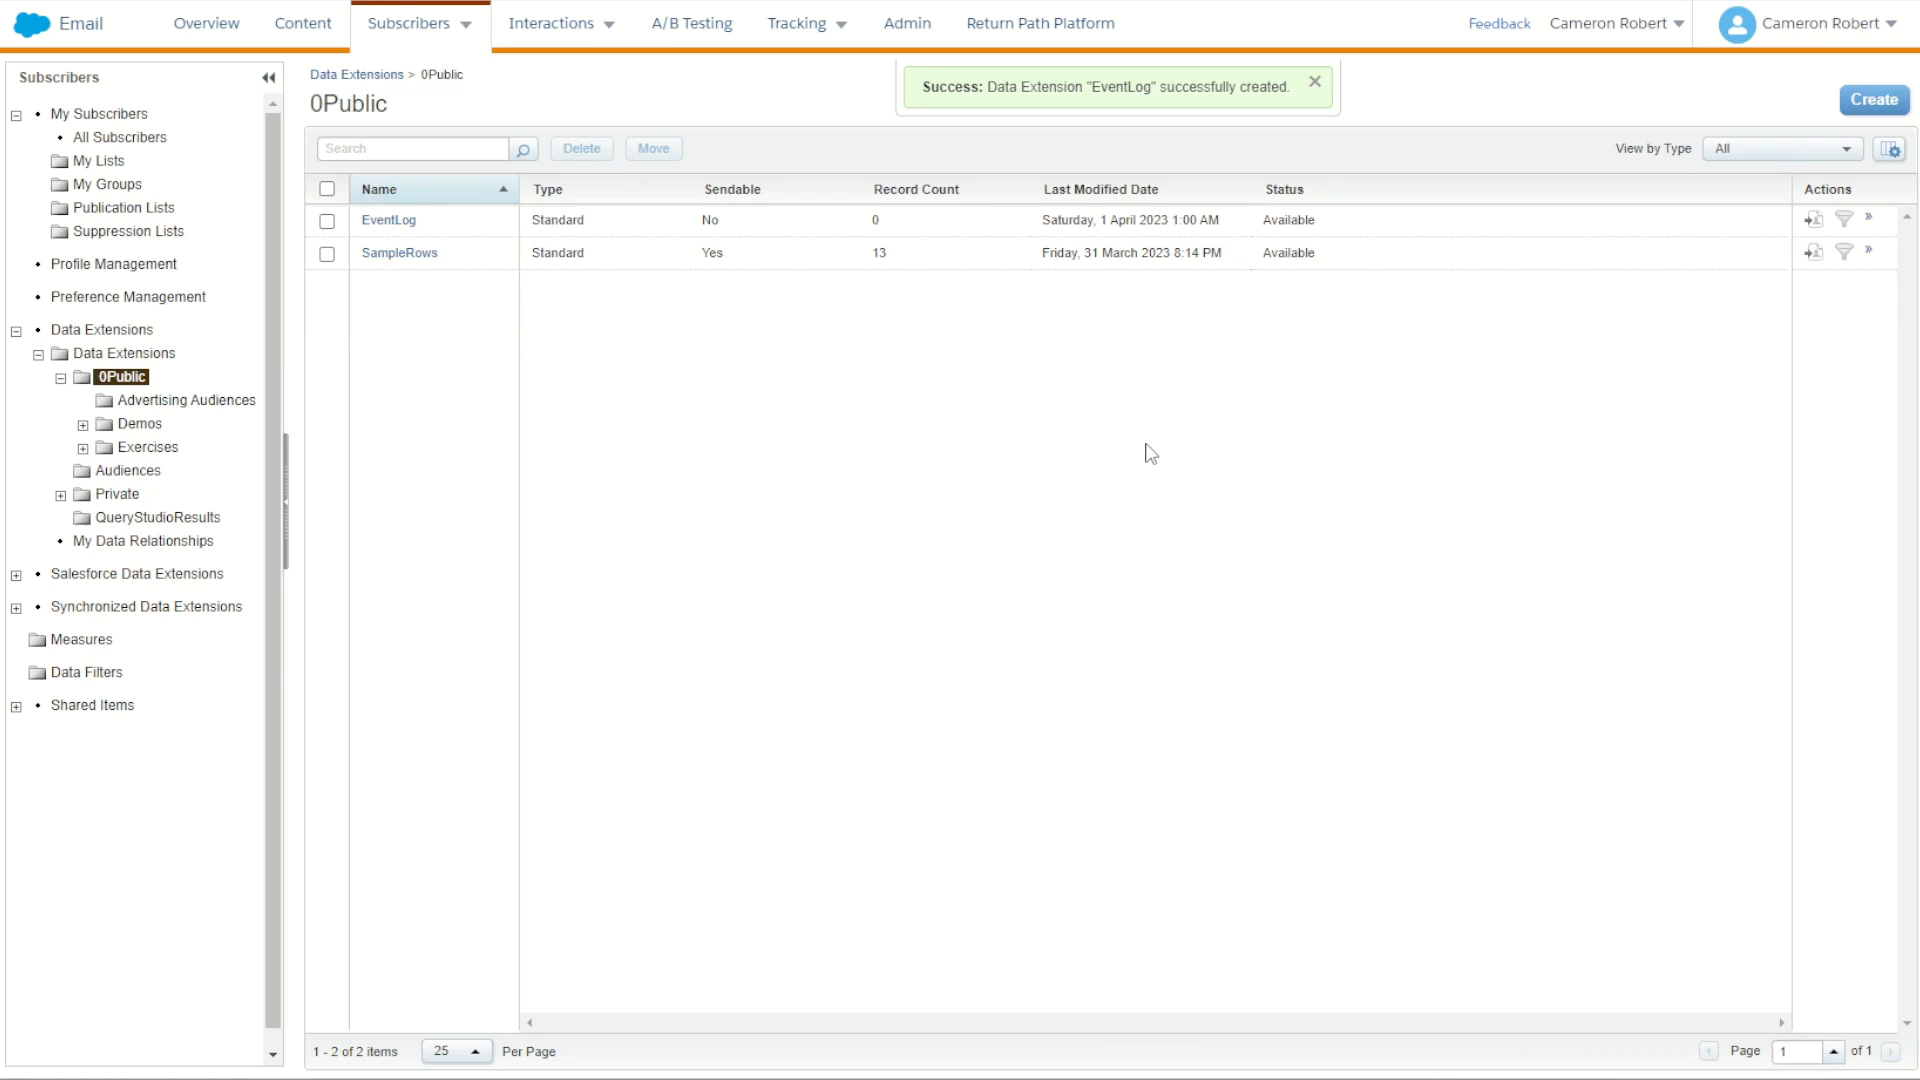 Email Overview Content Subscribers Interactions A/B Testing Tracking Admin Return Path Platform Feedback Cameron Robert Cameron Robert
Subscribers
My Subscribers
All Subscribers
My Lists
My Groups
Publication Lists
Suppression Lists
Profile Management
Preference Management
Data Extensions
Data Extensions
0Public
Advertising Audiences
Demos
Exercises
Audiences
Private
QueryStudioResults
My Data Relationships
Salesforce Data Extensions
Synchronized Data Extensions
Measures
Data Filters
Shared Items
Data Extensions > 0Public
0Public
Success: Data Extension "EventLog" successfully created.
Create
Search Delete Move View by Type All
Name Type Sendable Record Count Last Modified Date Status Actions
EventLog Standard No 0 Saturday, 1 April 2023 1:00 AM Available
SampleRows Standard Yes 13 Friday, 31 March 2023 8:14 PM Available
1 - 2 of 2 items 25 Per Page Page 1 of 1